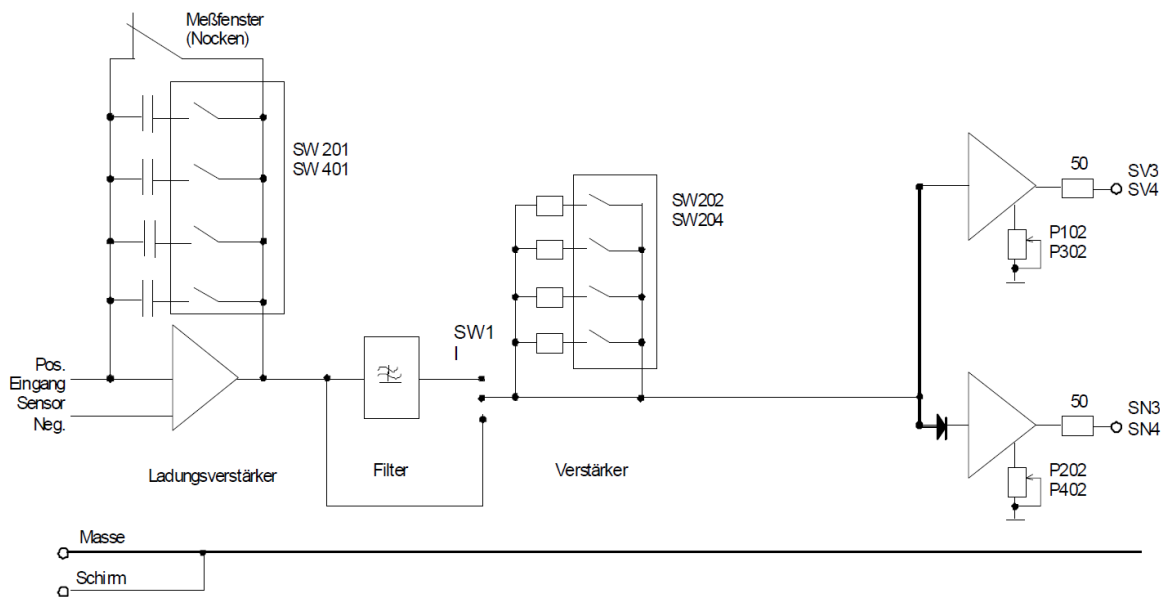 Meßfenster
(Nocken)
SW 201
SW 401
SW202
SW204
50
SV3
SV4
P102
P302
SW1
I
Pos.
Eingang
Sensor
Neg.
Ladungsverstärker
Filter
Verstärker
50
SN3
SN4
P202
P402
Masse
Schirm